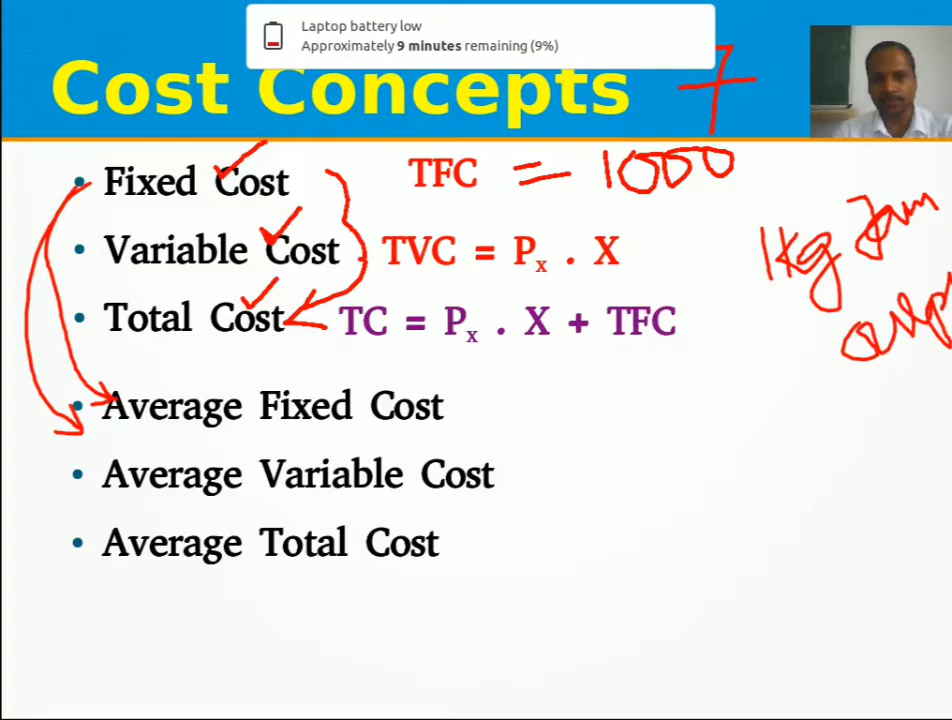 Laptop battery low
Approximately 9 minutes remaining (9%)
Cost Concepts 7
• Fixed Cost TFC = 1000
• Variable Cost TVC = Pₓ . X
1kg Jam
• Total Cost TC = Pₓ . X + TFC
• Average Fixed Cost
• Average Variable Cost
• Average Total Cost